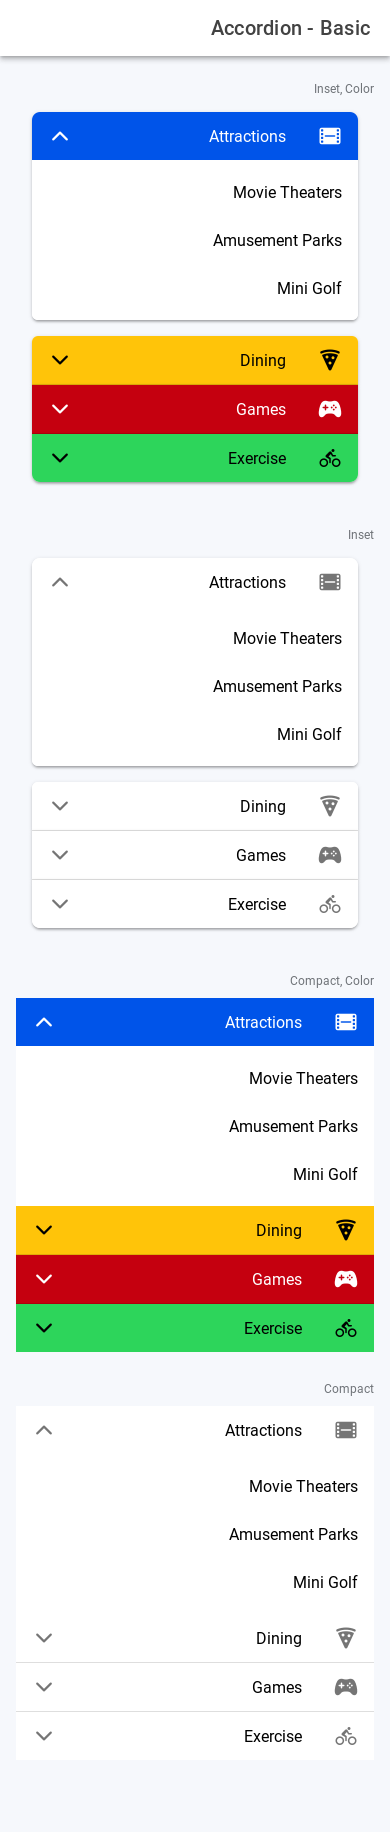 Accordion - Basic
Inset, Color
Attractions
Movie Theaters
Amusement Parks
Mini Golf
Dining
Games
Exercise
Inset
Attractions
Movie Theaters
Amusement Parks
Mini Golf
Dining
Games
Exercise
Compact, Color
Attractions
Movie Theaters
Amusement Parks
Mini Golf
Dining
Games
Exercise
Compact
Attractions
Movie Theaters
Amusement Parks
Mini Golf
Dining
Games
Exercise